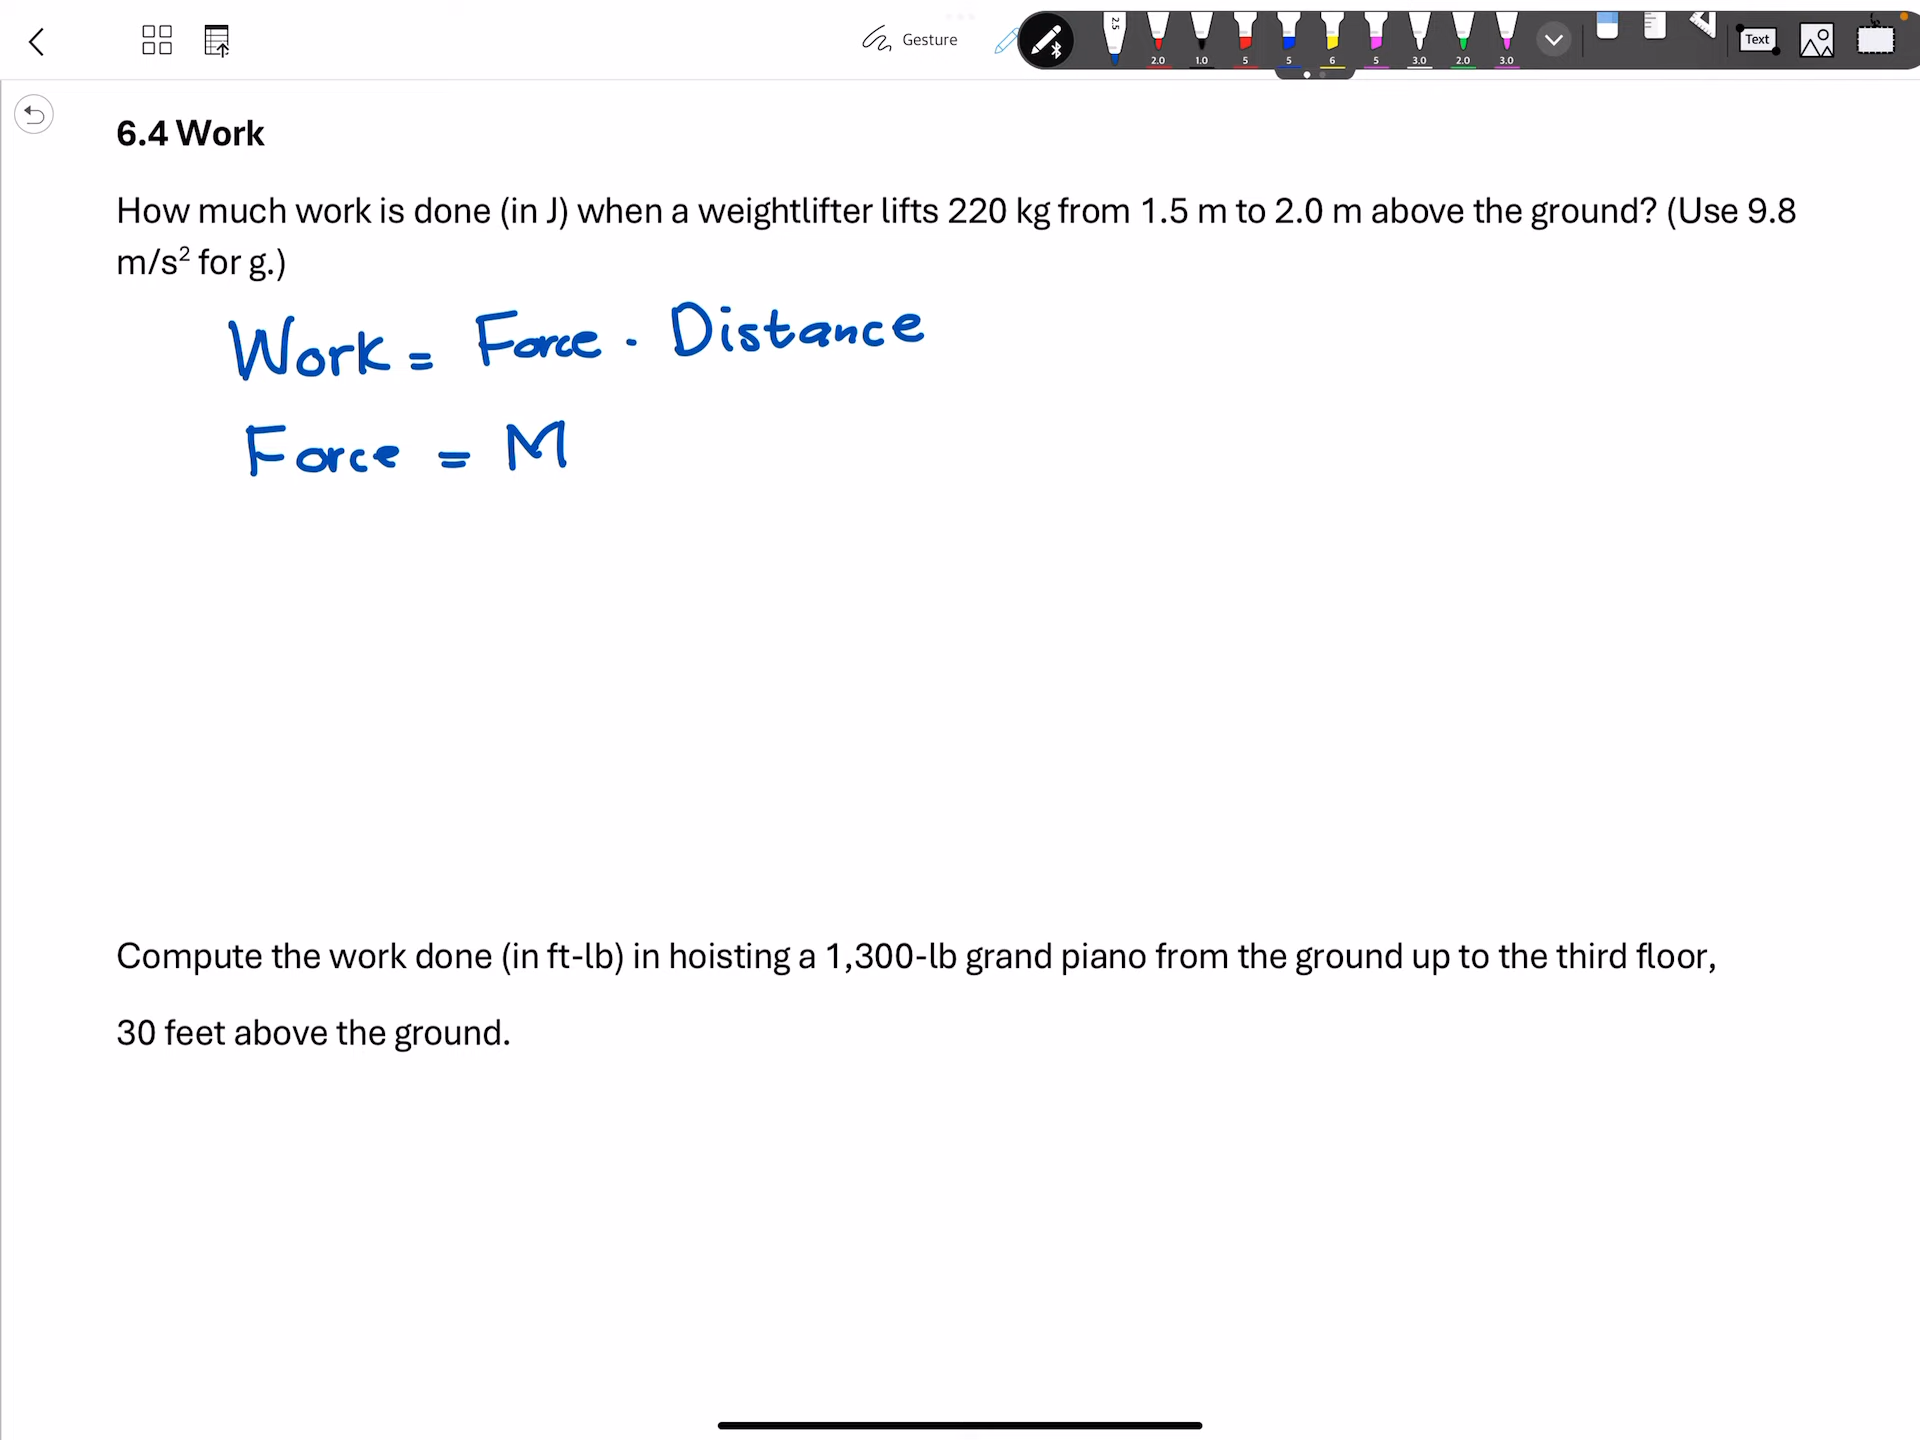 Gesture
2.5
2.0 1.0 5 5 6 5 3.0 2.0 3.0
Text
6.4 Work
How much work is done (in J) when a weightlifter lifts 220 kg from 1.5 m to 2.0 m above the ground? (Use 9.8
m/s² for g.)
Work = Force · Distance
Force = M
Compute the work done (in ft-lb) in hoisting a 1,300-lb grand piano from the ground up to the third floor,
30 feet above the ground.